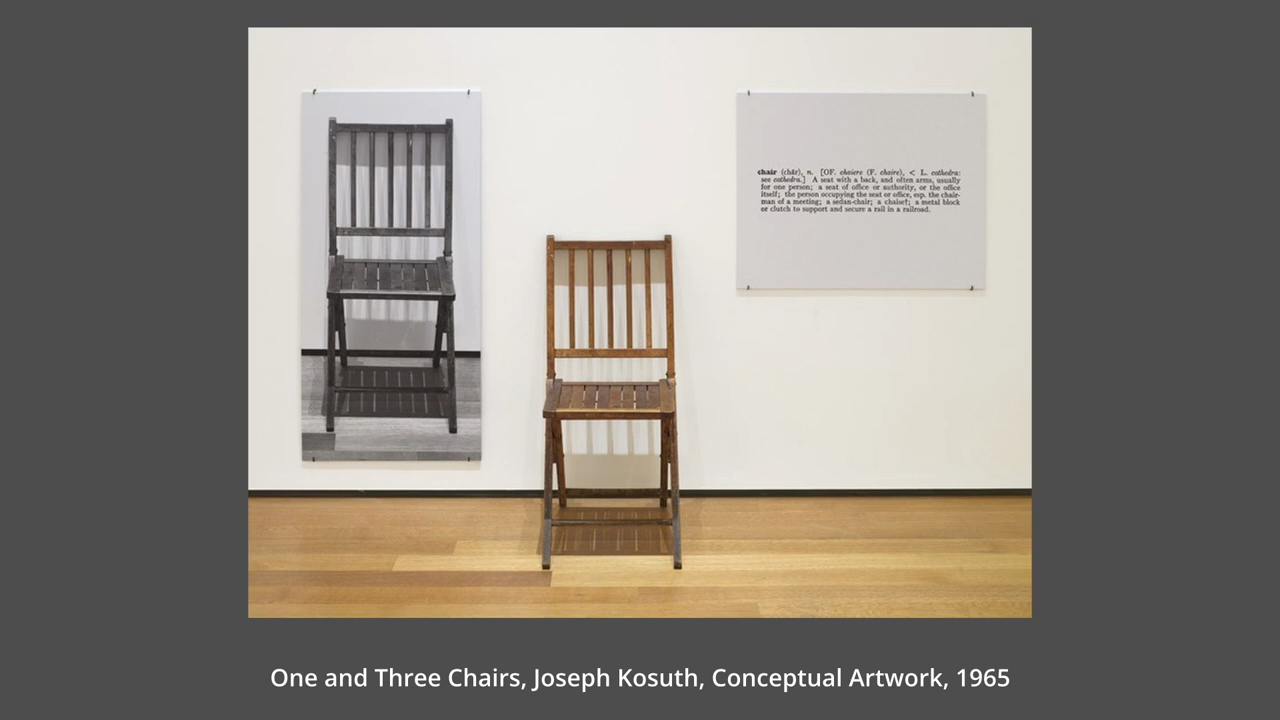 chair (chãr), n. [OF. chaiere (F. chaire), < L. cathedra:
see cathedra.] A seat with a back, and often arms, usually
for one person; a seat of office or authority, or the office
itself; the person occupying the seat or office, esp. the chair-
man of a meeting; a sedan-chair; a chaise†; a metal block
or clutch to support and secure a rail in a railroad.
One and Three Chairs, Joseph Kosuth, Conceptual Artwork, 1965